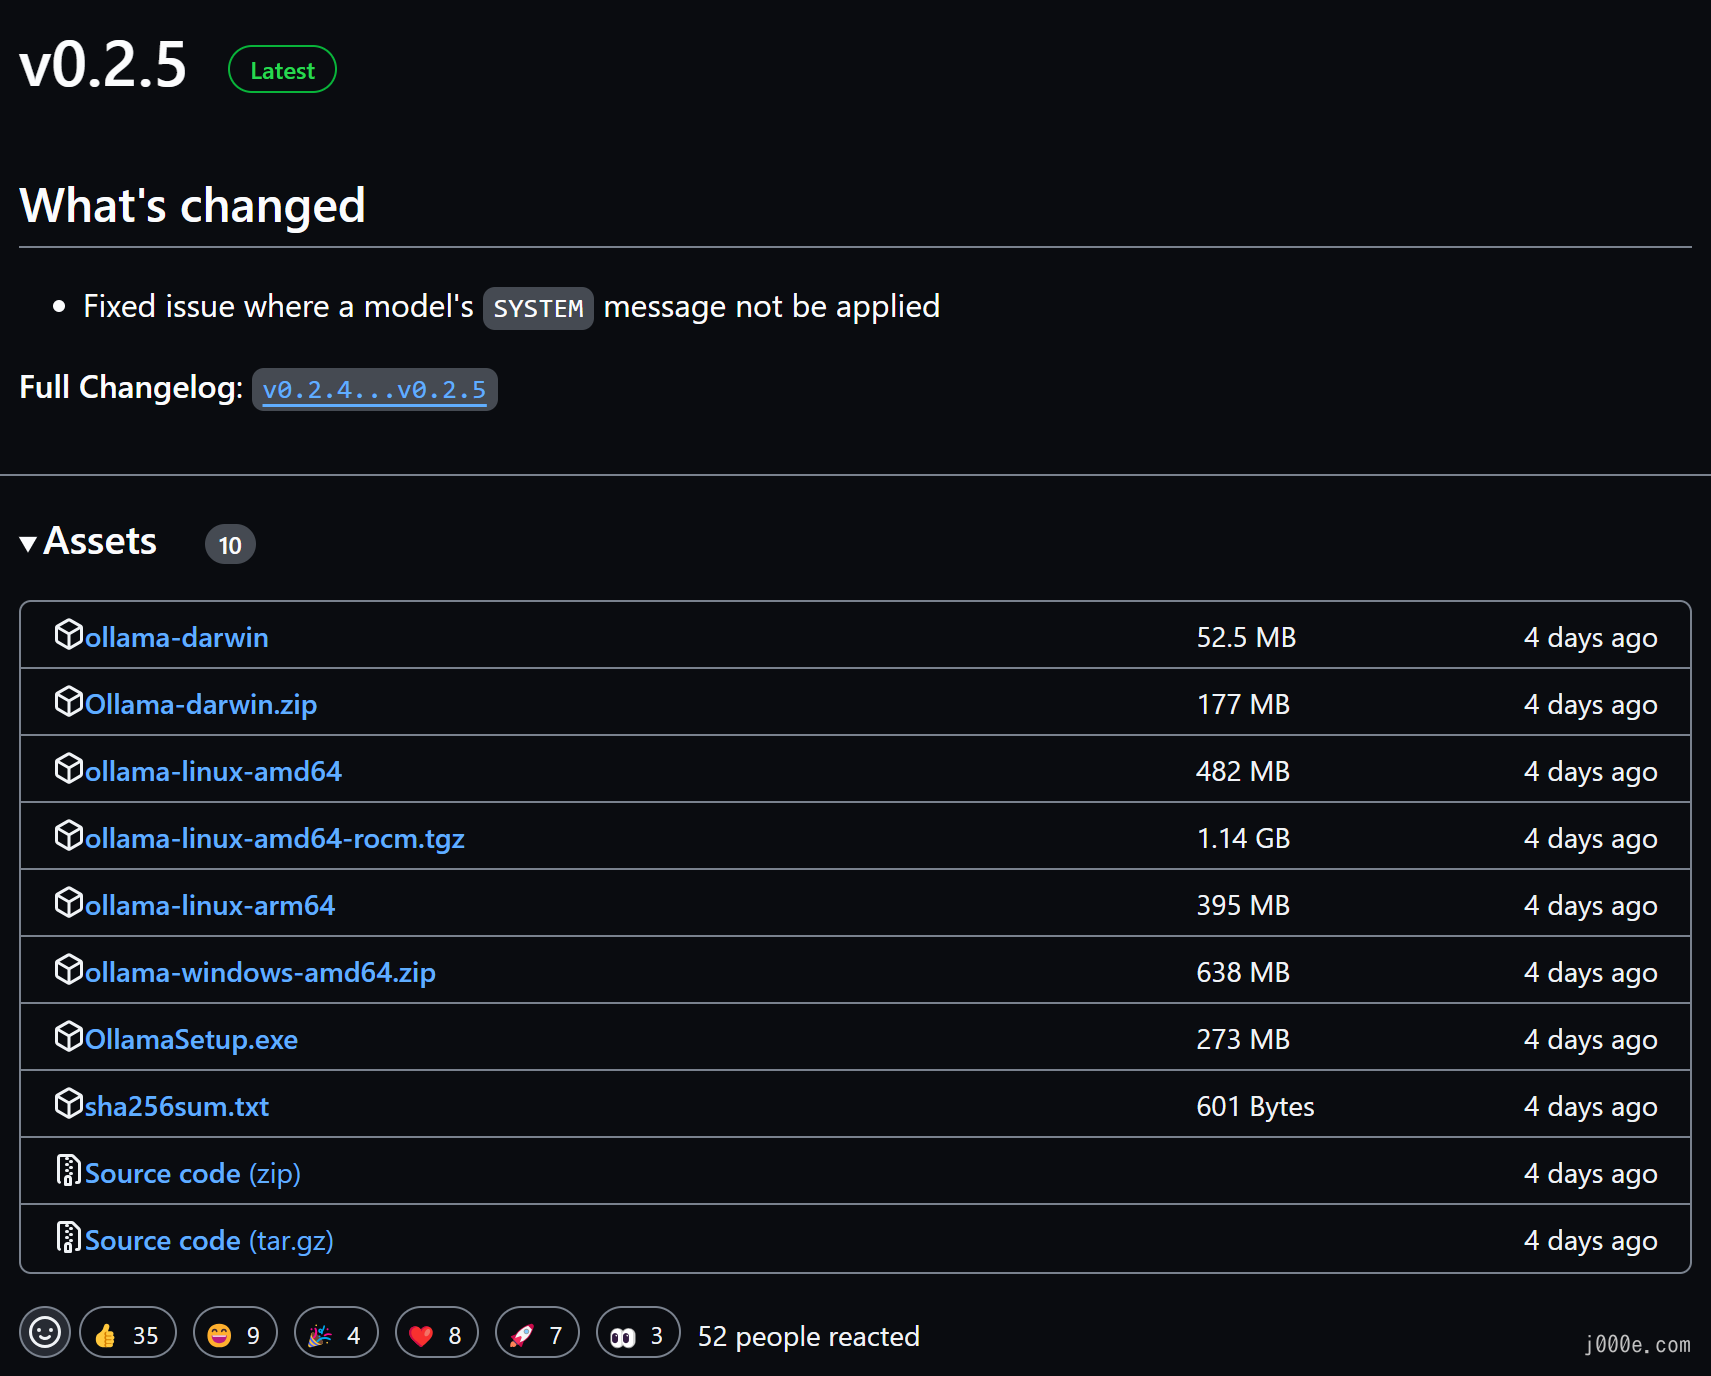 v0.2.5 Latest
What's changed
• Fixed issue where a model's SYSTEM message not be applied
Full Changelog: v0.2.4...v0.2.5
Assets 10
ollama-darwin 52.5 MB 4 days ago
Ollama-darwin.zip 177 MB 4 days ago
ollama-linux-amd64 482 MB 4 days ago
ollama-linux-amd64-rocm.tgz 1.14 GB 4 days ago
ollama-linux-arm64 395 MB 4 days ago
ollama-windows-amd64.zip 638 MB 4 days ago
OllamaSetup.exe 273 MB 4 days ago
sha256sum.txt 601 Bytes 4 days ago
Source code (zip) 4 days ago
Source code (tar.gz) 4 days ago
👍 35 😄 9 🎉 4 ❤️ 8 🚀 7 👀 3 52 people reacted
j000e.com